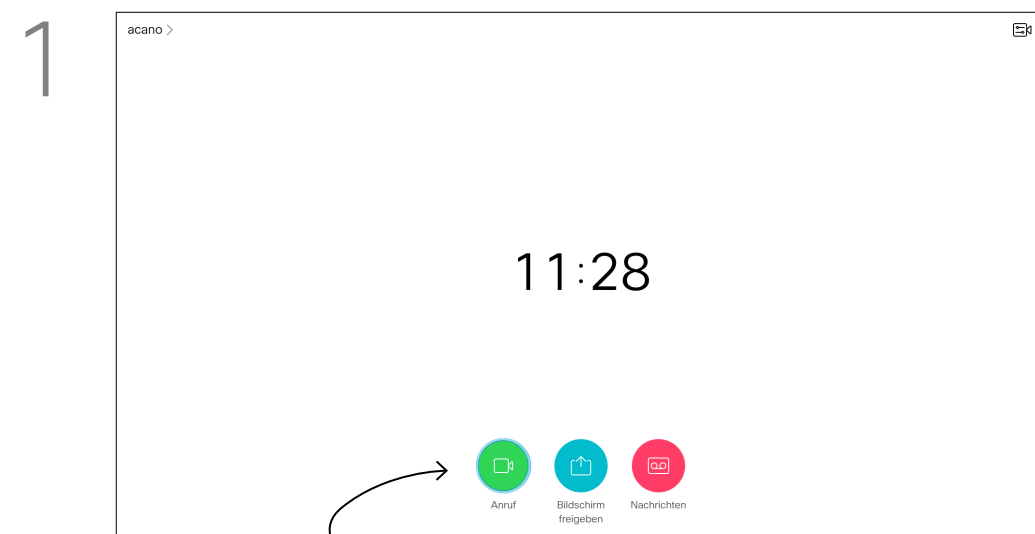 1
acano
11:28
Anruf
Bildschirm
freigeben
Nachrichten